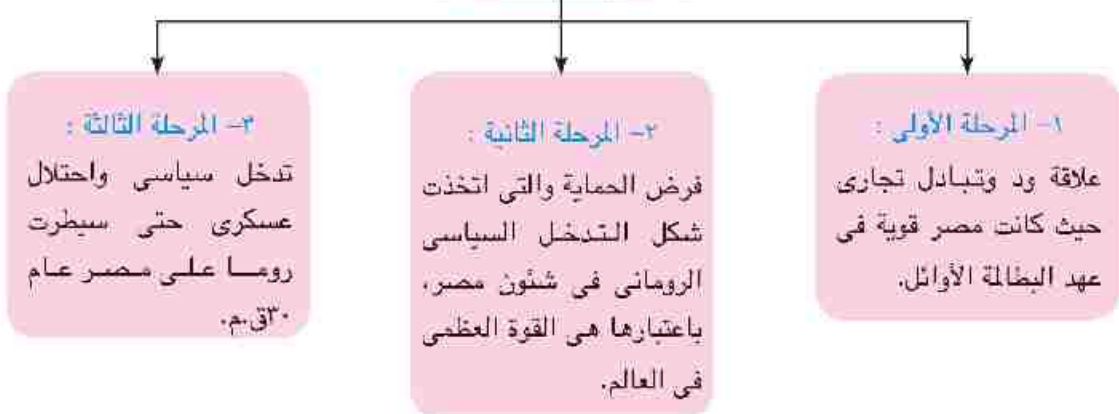 ١- المرحلة الأولى :
علاقة ود وتبادل تجارى
حيث كانت مصر قوية فى
عهد البطالمة الأوائل.
٢- المرحلة الثانية :
فرض الحماية والتى اتخذت
شكل التدخل السياسى
الرومانى فى شئون مصر،
باعتبارها هى القوة العظمى
فى العالم.
٣- المرحلة الثالثة :
تدخل سياسى واحتلال
عسكرى حتى سيطرت
روما على مصر عام
٣٠ق.م.